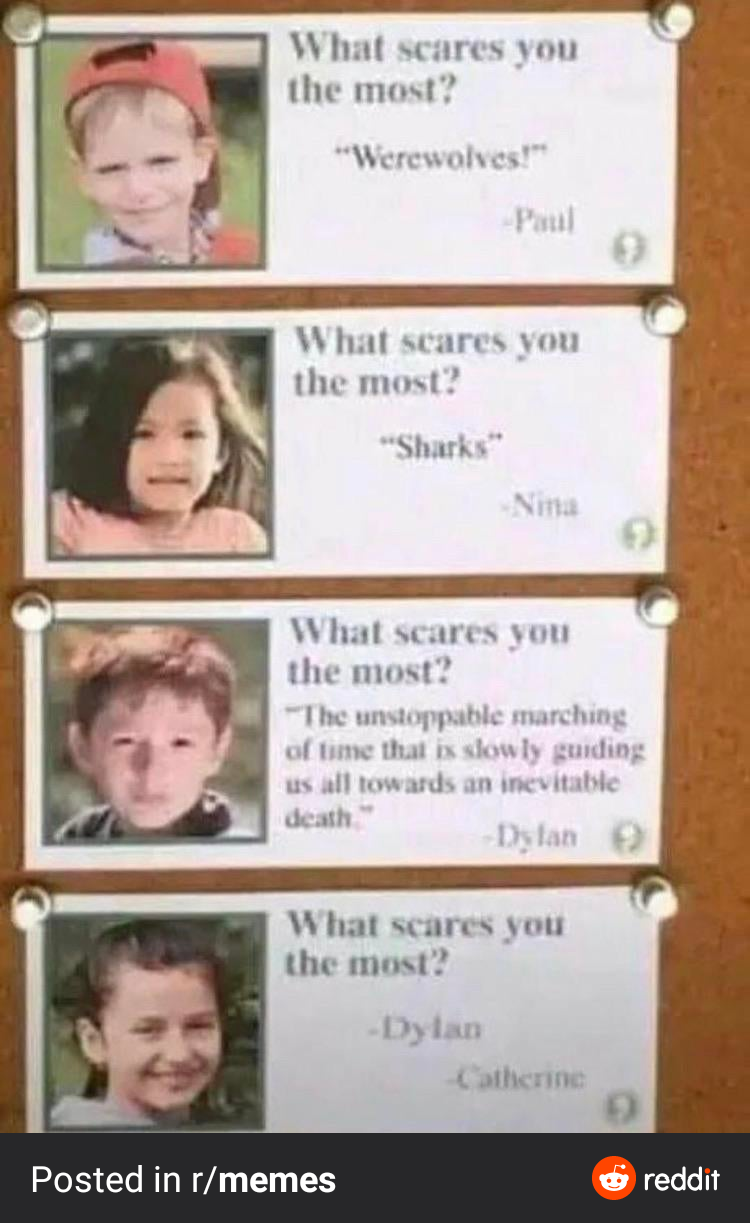 What scares you
the most?
"Werewolves!"
-Paul
What scares you
the most?
"Sharks"
-Nina
What scares you
the most?
"The unstoppable marching
of time that is slowly guiding
us all towards an inevitable
death."
-Dylan
What scares you
the most?
-Dylan
-Catherine
Posted in r/memes
reddit